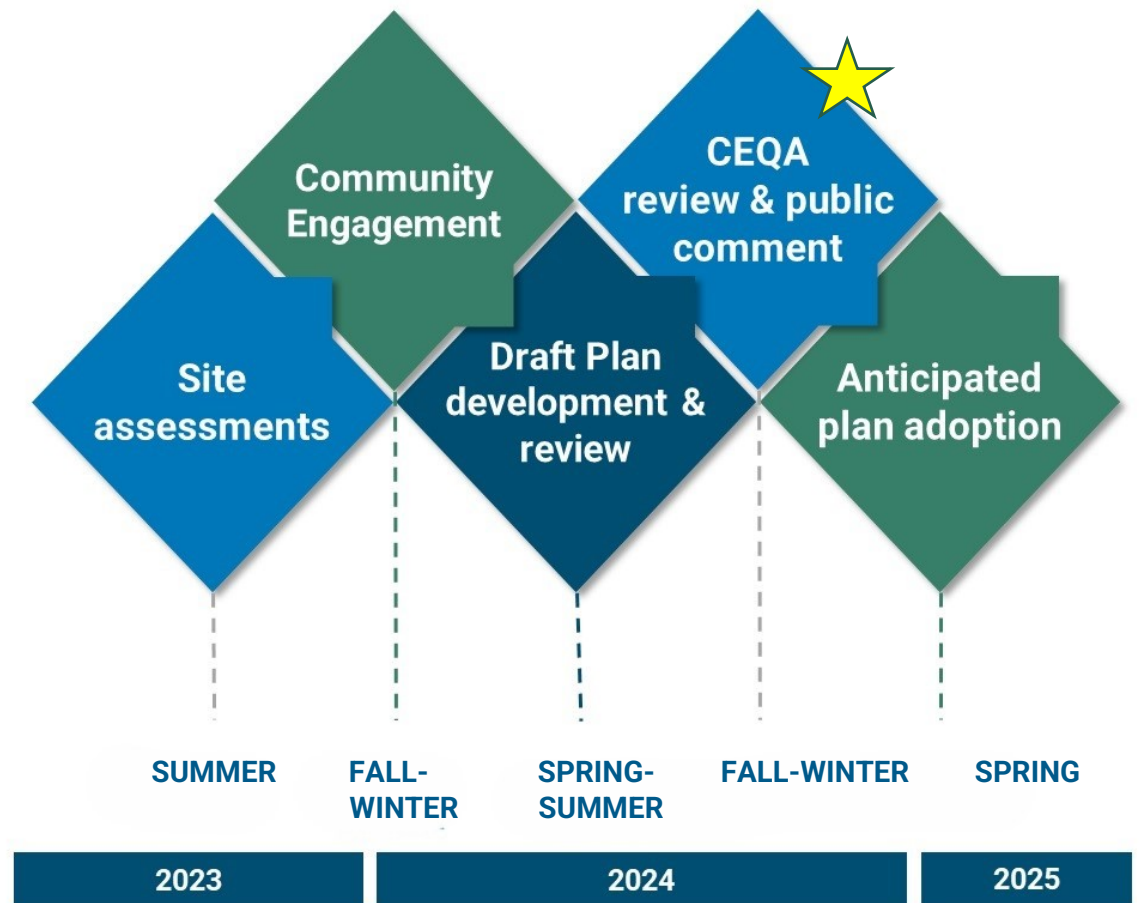 Community
Engagement
CEQA
review & public
comment
Site
assessments
Draft Plan
development &
review
Anticipated
plan adoption
SUMMER
FALL-
WINTER
SPRING-
SUMMER
FALL-WINTER
SPRING
2023
2024
2025